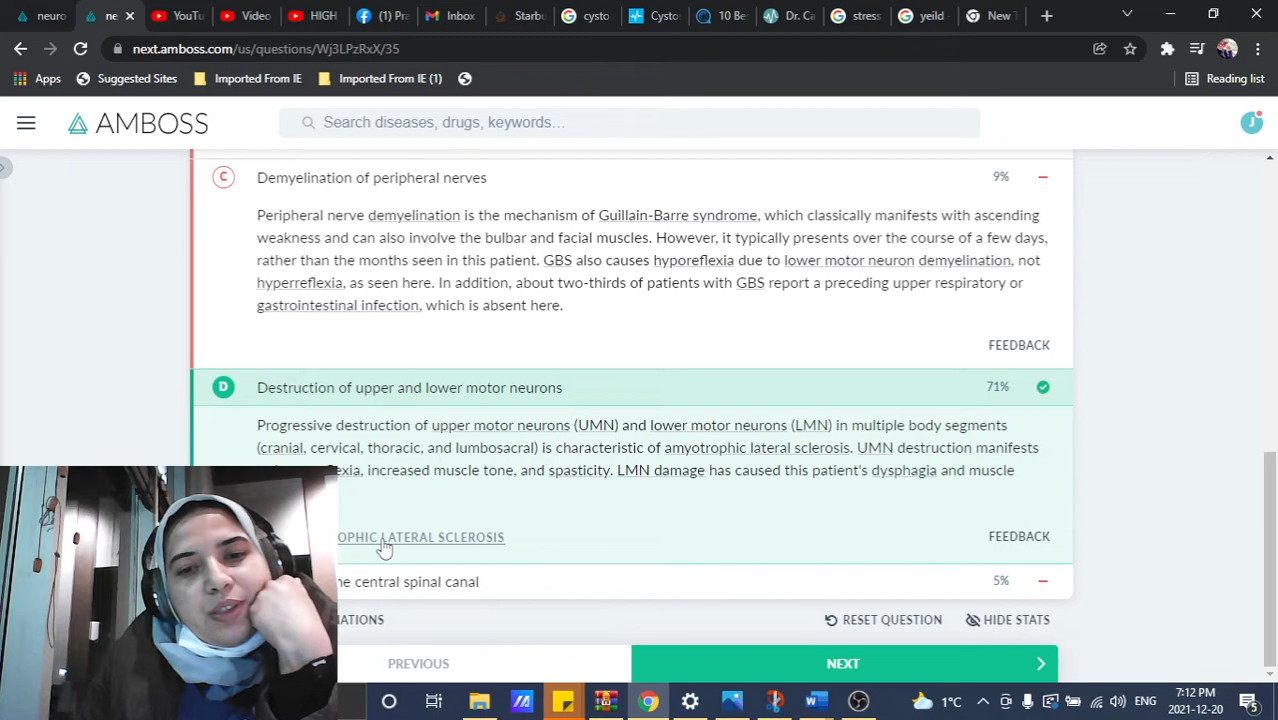 neuro
ne
YouTu
Video
HIGH
(1) Pra
Inbox
Starbu
cysto
Cysto
10 Be
Dr. Ca
stress
yeild
New T
next.amboss.com/us/questions/Wj3LPzRxX/35
Apps
Suggested Sites
Imported From IE
Imported From IE (1)
Reading list
AMBOSS
Search diseases, drugs, keywords…
J
C
Demyelination of peripheral nerves
9%
Peripheral nerve demyelination is the mechanism of Guillain-Barre syndrome, which classically manifests with ascending
weakness and can also involve the bulbar and facial muscles. However, it typically presents over the course of a few days,
rather than the months seen in this patient. GBS also causes hyporeflexia due to lower motor neuron demyelination, not
hyperreflexia, as seen here. In addition, about two-thirds of patients with GBS report a preceding upper respiratory or
gastrointestinal infection, which is absent here.
FEEDBACK
D
Destruction of upper and lower motor neurons
71%
Progressive destruction of upper motor neurons (UMN) and lower motor neurons (LMN) in multiple body segments
(cranial, cervical, thoracic, and lumbosacral) is characteristic of amyotrophic lateral sclerosis. UMN destruction manifests
exia, increased muscle tone, and spasticity. LMN damage has caused this patient's dysphagia and muscle
OPHIC LATERAL SCLEROSIS
FEEDBACK
he central spinal canal
5%
NATIONS
RESET QUESTION
HIDE STATS
PREVIOUS
NEXT
1°C
ENG
7:12 PM
2021-12-20
5